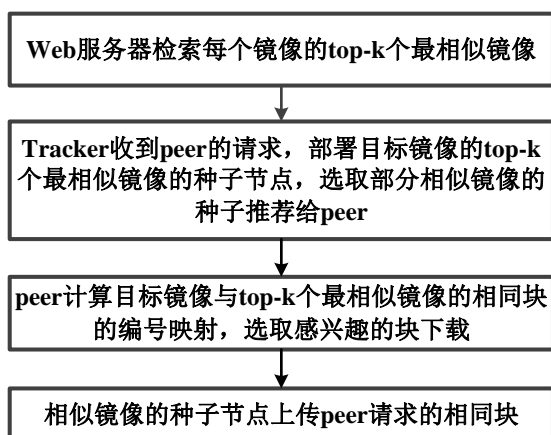 Web服务器检索每个镜像的top-k个最相似镜像
Tracker收到peer的请求，部署目标镜像的top-k
个最相似镜像的种子节点，选取部分相似镜像的
种子推荐给peer
peer计算目标镜像与top-k个最相似镜像的相同块
的编号映射，选取感兴趣的块下载
相似镜像的种子节点上传peer请求的相同块